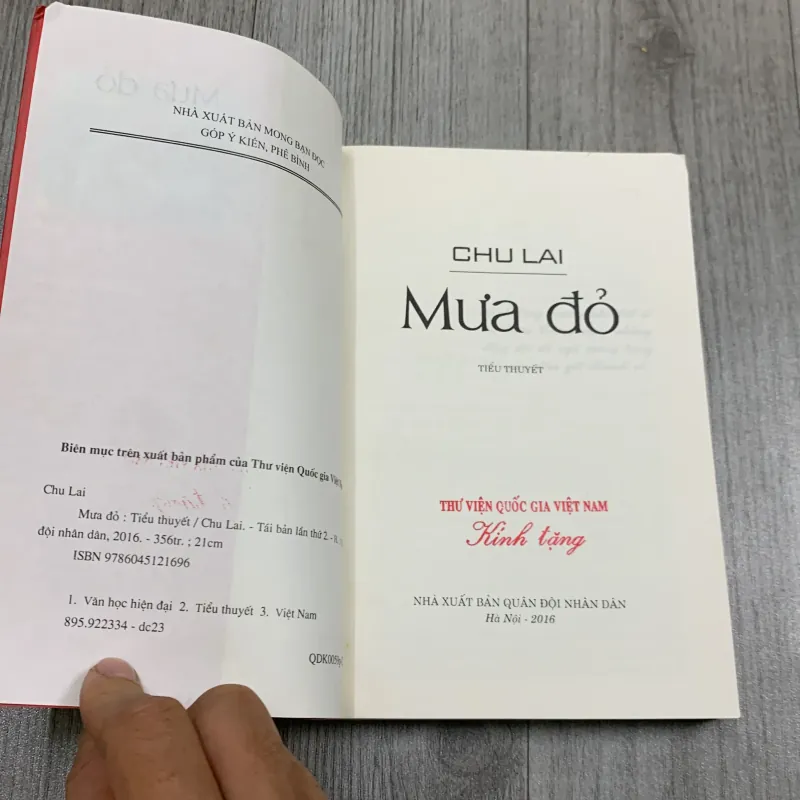 NHÀ XUẤT BẢN MONG BẠN ĐỌC
GÓP Ý KIẾN, PHÊ BÌNH
Biên mục trên xuất bản phẩm của Thư viện Quốc gia Việt
Chu Lai
Mưa đỏ : Tiểu thuyết / Chu Lai. - Tái bản lần thứ 2. - H. :
đội nhân dân, 2016. - 356tr. ; 21cm
ISBN 9786045121696
1. Văn học hiện đại 2. Tiểu thuyết 3. Việt Nam
895.922334 - dc23
CHU LAI
Mưa đỏ
TIỂU THUYẾT
THƯ VIỆN QUỐC GIA VIỆT NAM
Kính tặng
NHÀ XUẤT BẢN QUÂN ĐỘI NHÂN DÂN
Hà Nội - 2016